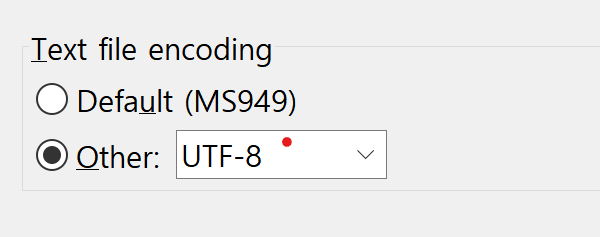 Text file encoding
Default (MS949)
Other: UTF-8